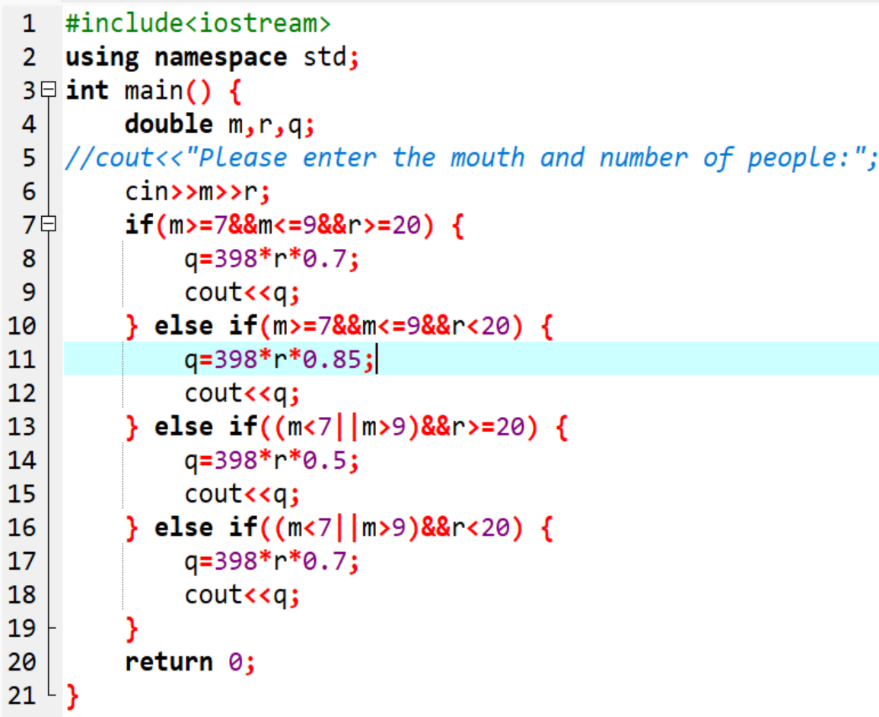 1 #include<iostream>
2 using namespace std;
3 int main() {
4 double m,r,q;
5 //cout<<"Please enter the mouth and number of people:";
6 cin>>m>>r;
7 if(m>=7&&m<=9&&r>=20) {
8 q=398*r*0.7;
9 cout<<q;
10 } else if(m>=7&&m<=9&&r<20) {
11 q=398*r*0.85;
12 cout<<q;
13 } else if((m<7||m>9)&&r>=20) {
14 q=398*r*0.5;
15 cout<<q;
16 } else if((m<7||m>9)&&r<20) {
17 q=398*r*0.7;
18 cout<<q;
19 }
20 return 0;
21 }